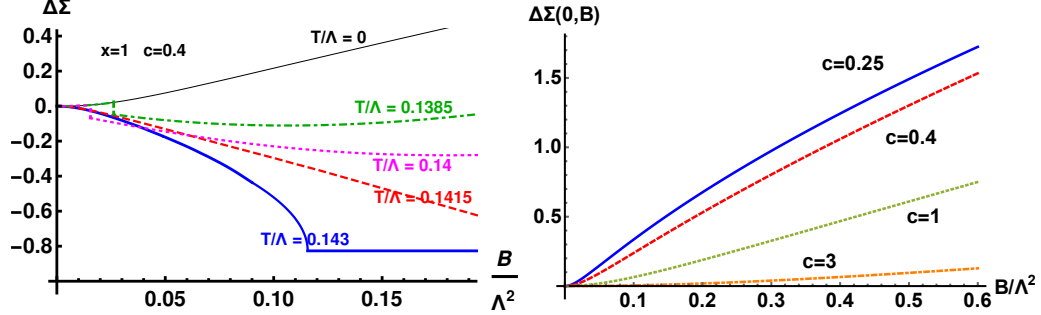 ΔΣ
0.4
0.2
0.
-0.2
-0.4
-0.6
-0.8
x=1 c=0.4
T/Λ = 0
T/Λ = 0.1385
T/Λ = 0.14
T/Λ = 0.1415
T/Λ = 0.143
0.05
0.10
0.15
B
Λ²
ΔΣ(0,B)
1.5
1.0
0.5
c=0.25
c=0.4
c=1
c=3
0.1
0.2
0.3
0.4
0.5
0.6
B/Λ²